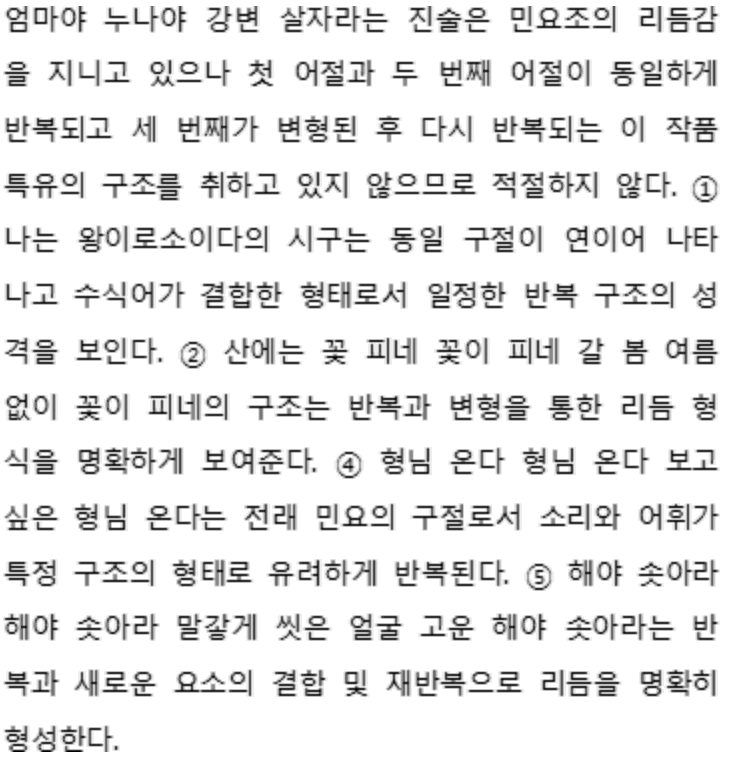 엄마야 누나야 강변 살자라는 진술은 민요조의 리듬감
을 지니고 있으나 첫 어절과 두 번째 어절이 동일하게
반복되고 세 번째가 변형된 후 다시 반복되는 이 작품
특유의 구조를 취하고 있지 않으므로 적절하지 않다. ①
나는 왕이로소이다의 시구는 동일 구절이 연이어 나타
나고 수식어가 결합한 형태로서 일정한 반복 구조의 성
격을 보인다. ② 산에는 꽃 피네 꽃이 피네 갈 봄 여름
없이 꽃이 피네의 구조는 반복과 변형을 통한 리듬 형
식을 명확하게 보여준다. ④ 형님 온다 형님 온다 보고
싶은 형님 온다는 전래 민요의 구절로서 소리와 어휘가
특정 구조의 형태로 유려하게 반복된다. ⑤ 해야 솟아라
해야 솟아라 말갛게 씻은 얼굴 고운 해야 솟아라는 반
복과 새로운 요소의 결합 및 재반복으로 리듬을 명확히
형성한다.